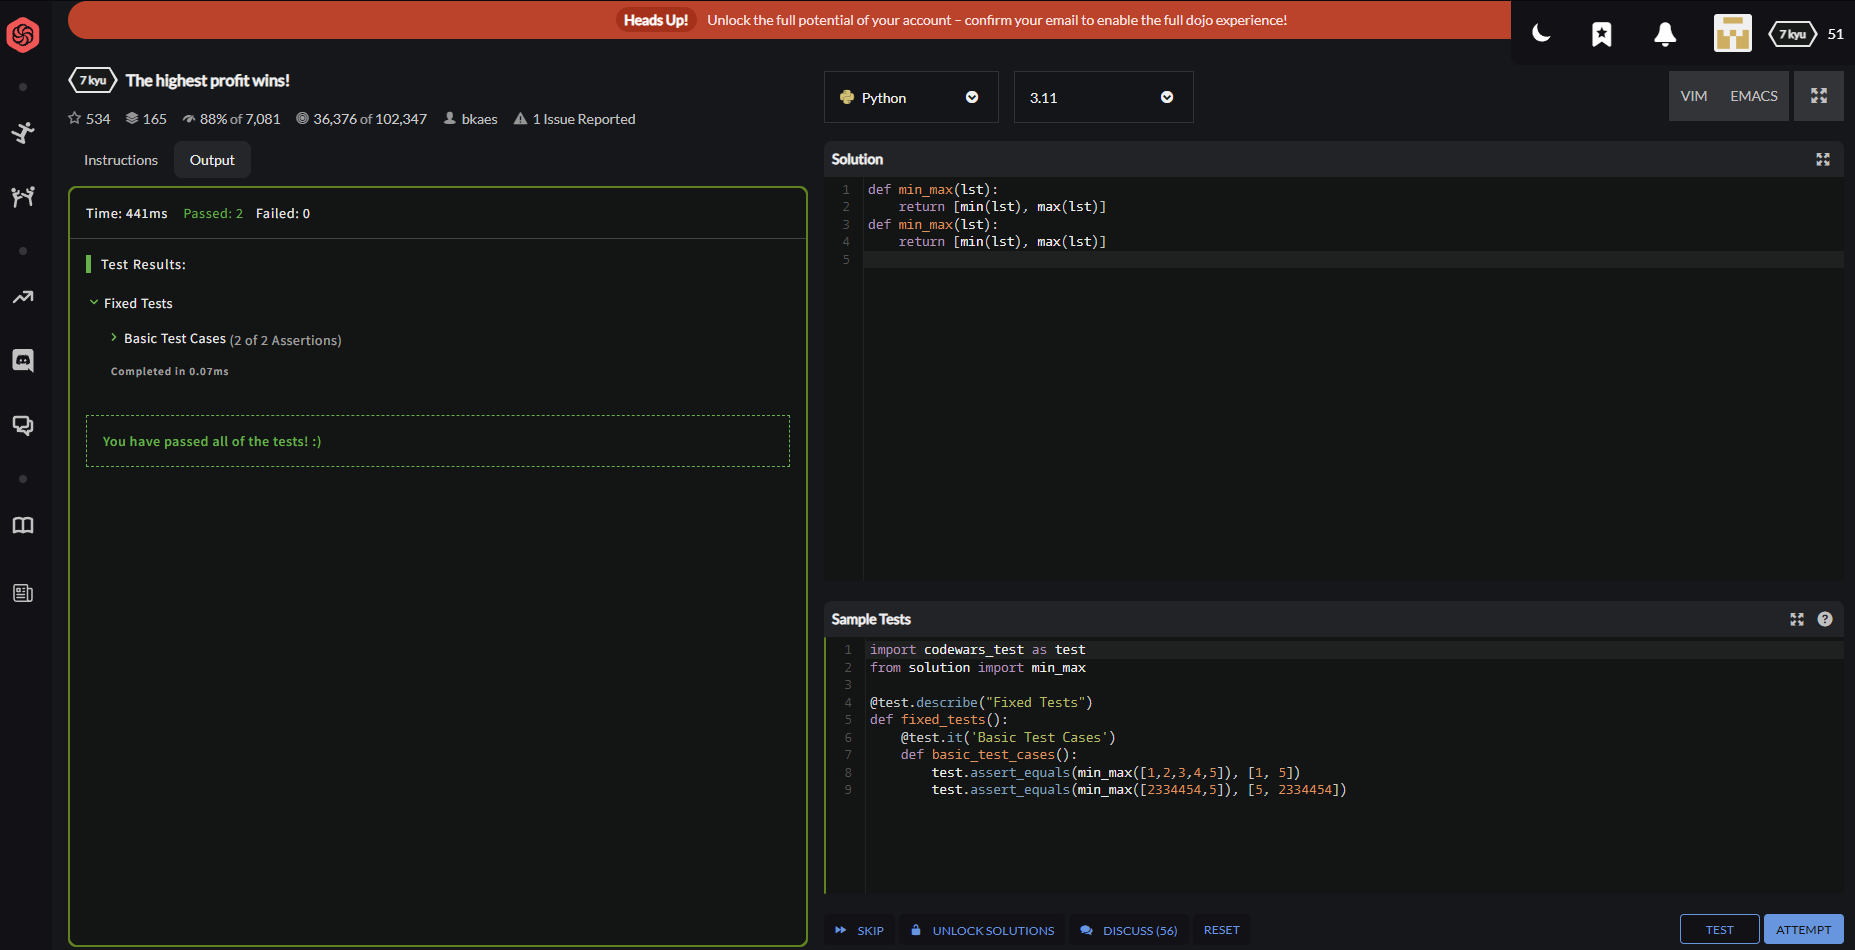 Heads Up! Unlock the full potential of your account – confirm your email to enable the full dojo experience!
7 kyu 51
7 kyu The highest profit wins!
534 165 88% of 7,081 36,376 of 102,347 bkaes 1 Issue Reported
Instructions Output
Time: 441ms Passed: 2 Failed: 0
Test Results:
Fixed Tests
Basic Test Cases (2 of 2 Assertions)
Completed in 0.07ms
You have passed all of the tests! :)
Python 3.11 VIM EMACS
Solution
1 def min_max(lst):
2     return [min(lst), max(lst)]
3 def min_max(lst):
4     return [min(lst), max(lst)]
5
Sample Tests ?
1 import codewars_test as test
2 from solution import min_max
3
4 @test.describe("Fixed Tests")
5 def fixed_tests():
6     @test.it('Basic Test Cases')
7     def basic_test_cases():
8         test.assert_equals(min_max([1,2,3,4,5]), [1, 5])
9         test.assert_equals(min_max([2334454,5]), [5, 2334454])
SKIP UNLOCK SOLUTIONS DISCUSS (56) RESET TEST ATTEMPT